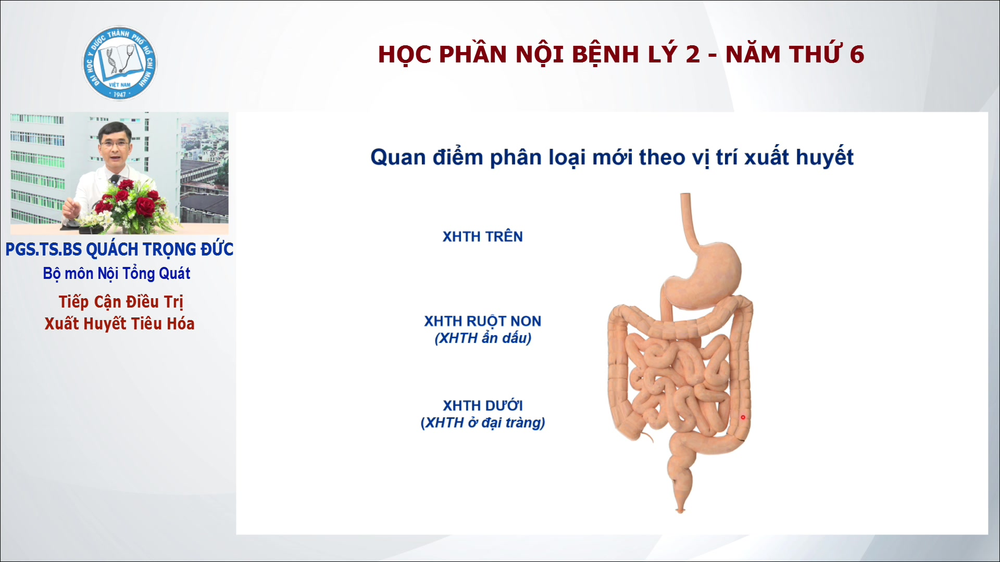 ĐẠI HỌC Y DƯỢC THÀNH PHỐ HỒ CHÍ MINH
VIỆT NAM
1947
HỌC PHẦN NỘI BỆNH LÝ 2 - NĂM THỨ 6
PGS.TS.BS QUÁCH TRỌNG ĐỨC
Bộ môn Nội Tổng Quát
Tiếp Cận Điều Trị
Xuất Huyết Tiêu Hóa
Quan điểm phân loại mới theo vị trí xuất huyết
XHTH TRÊN
XHTH RUỘT NON
(XHTH ẩn dấu)
XHTH DƯỚI
(XHTH ở đại tràng)